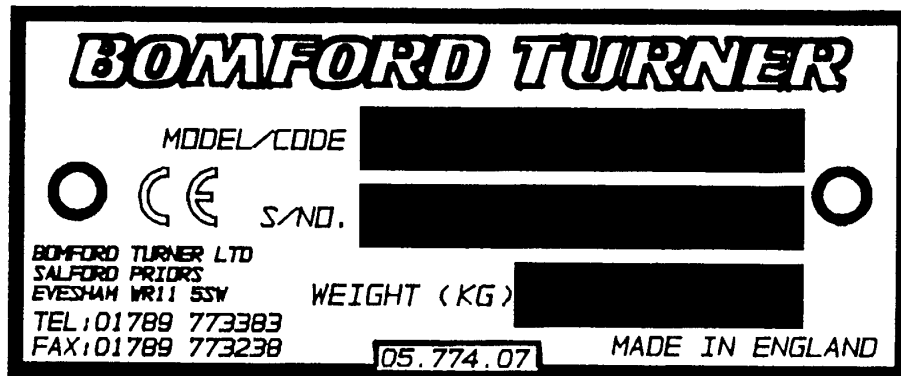 BOMFORD TURNER
MODEL/CODE
CE
S/NO.
BOMFORD TURNER LTD
SALFORD PRIORS
EVESHAM WR11 5SW
WEIGHT (KG)
TEL:01789 773383
FAX:01789 773238
05.774.07
MADE IN ENGLAND